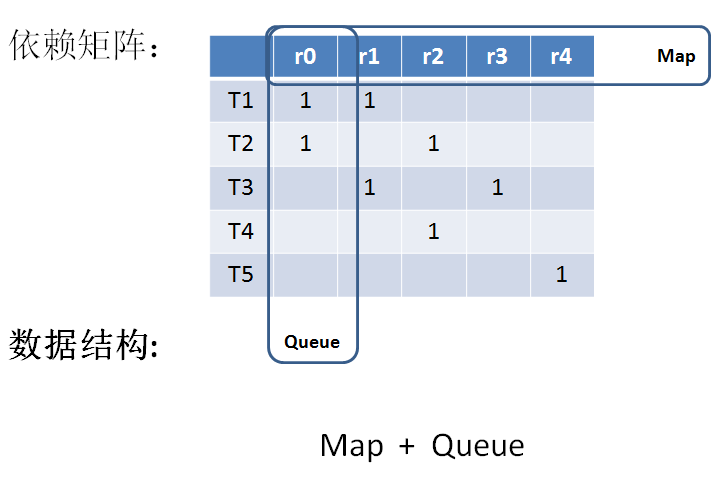 依赖矩阵：
r0 r1 r2 r3 r4 Map
T1 1 1
T2 1 1
T3 1 1
T4 1
T5 1
数据结构:
Queue
Map + Queue